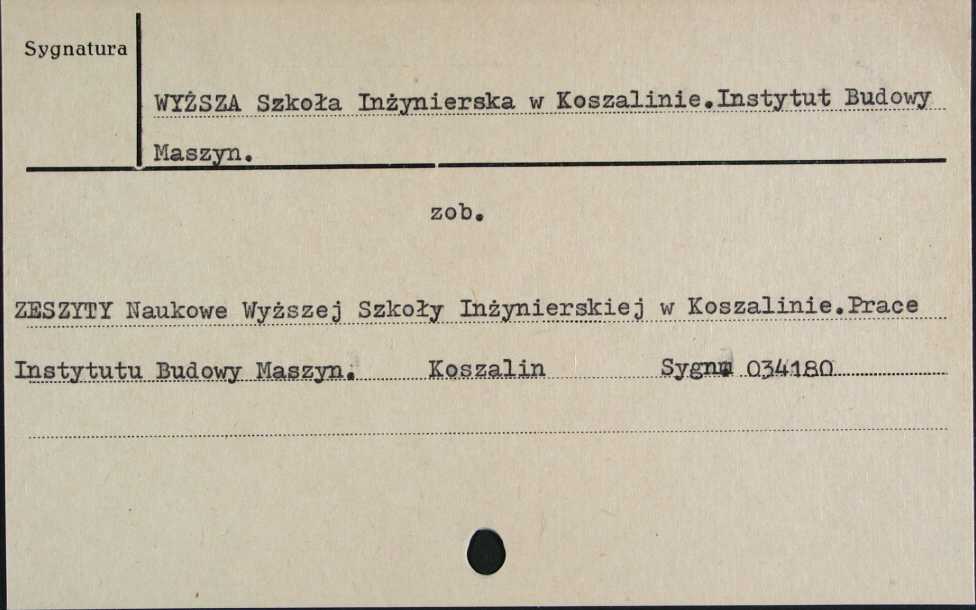 Sygnatura
WYŻSZA Szkoła Inżynierska w Koszalinie.Instytut Budowy
Maszyn.
zob.
ZESZYTY Naukowe Wyższej Szkoły Inżynierskiej w Koszalinie.Prace
Instytutu Budowy Maszyn. Koszalin Sygn. 034180